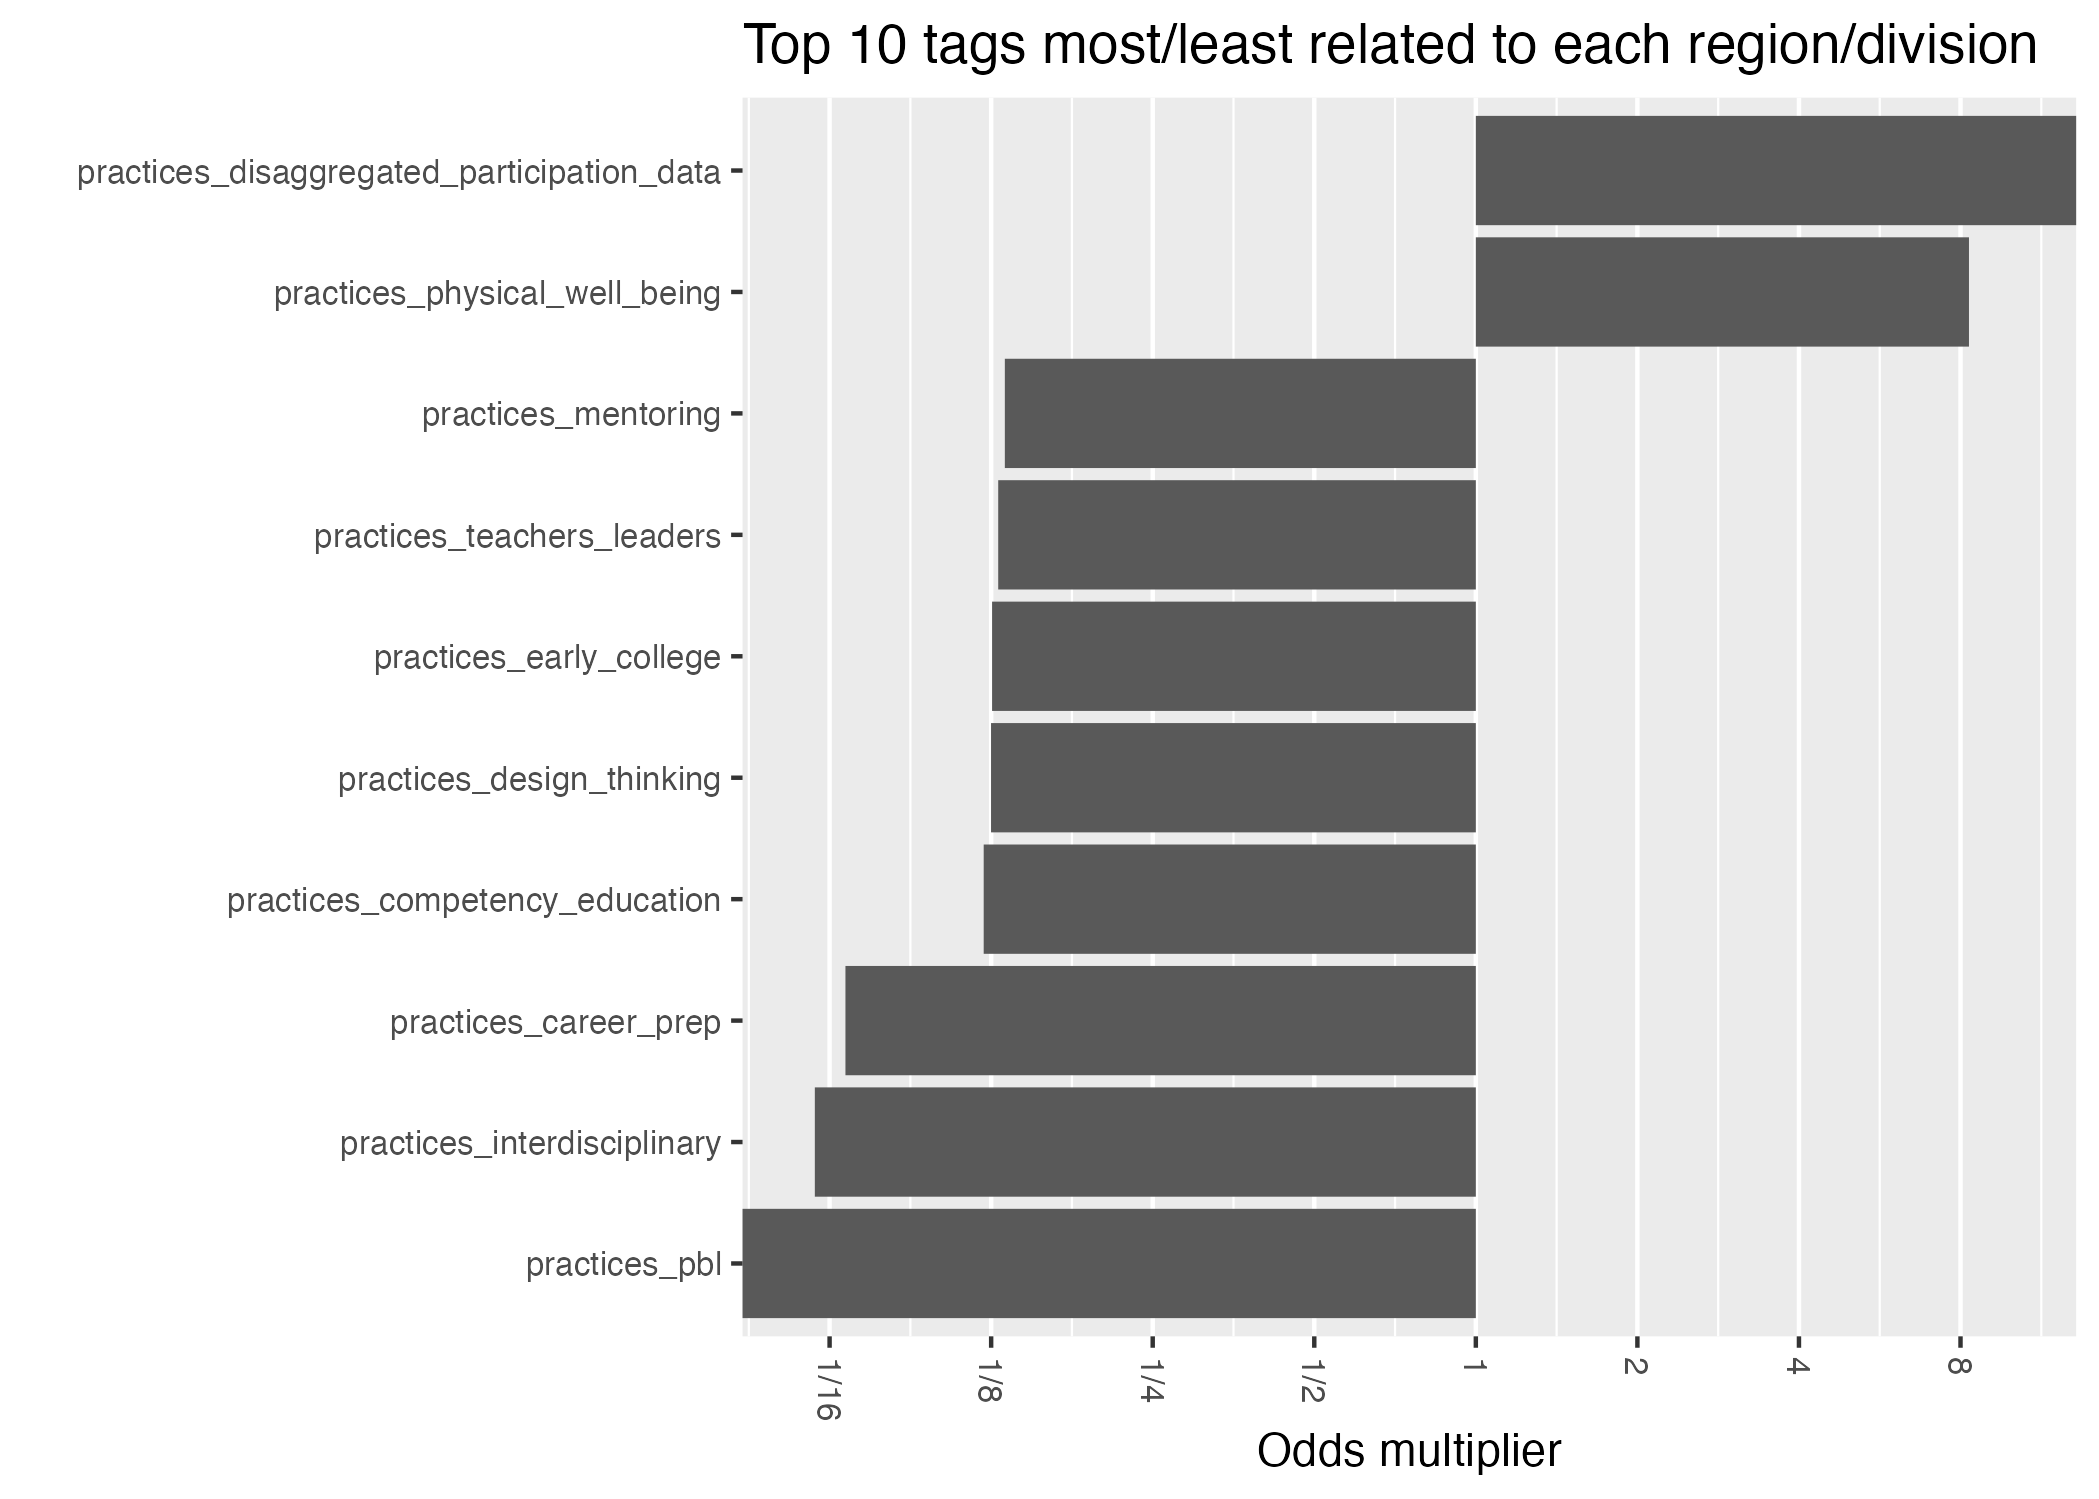 Top 10 tags most/least related to each region/division
practices_disaggregated_participation_data
practices_physical_well_being
practices_mentoring
practices_teachers_leaders
practices_early_college
practices_design_thinking
practices_competency_education
practices_career_prep
practices_interdisciplinary
practices_pbl
1/16
1/8
1/4
1/2
1
2
4
8
Odds multiplier